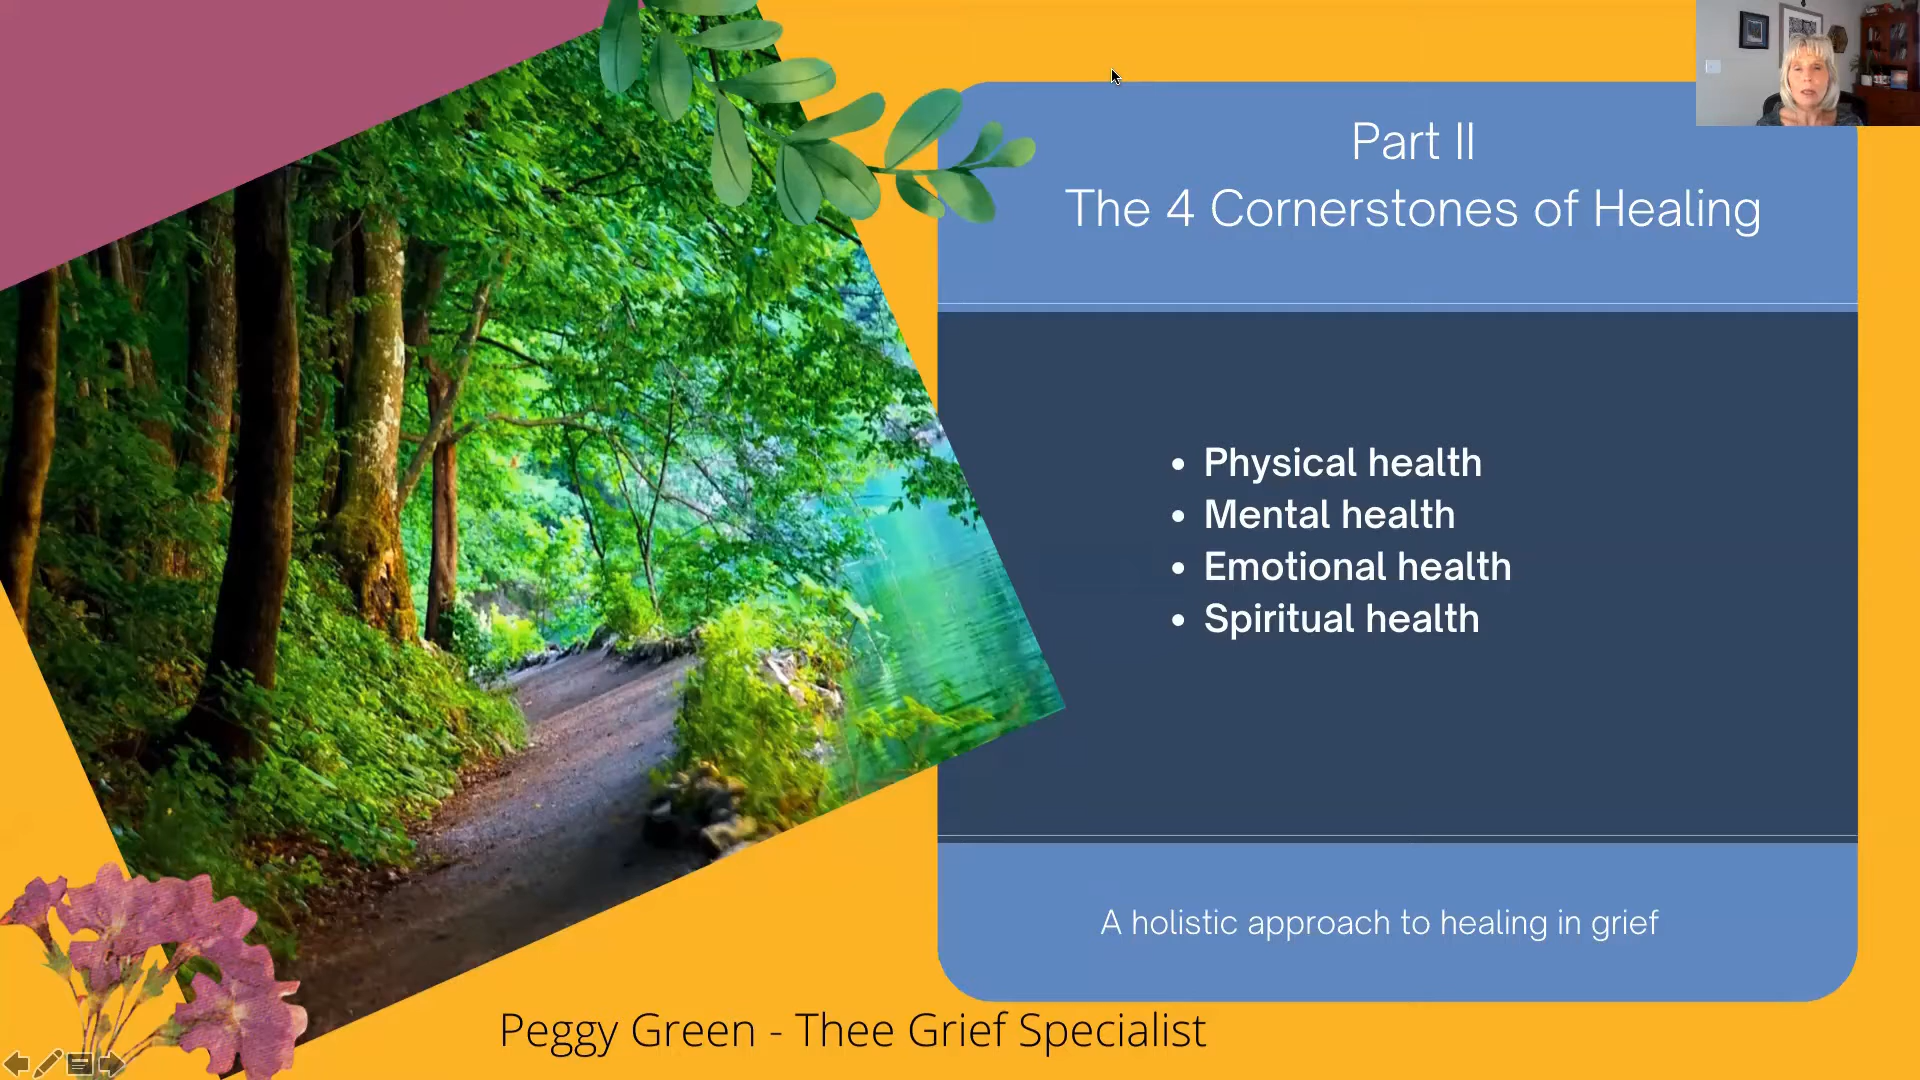 Part II
The 4 Cornerstones of Healing
• Physical health
• Mental health
• Emotional health
• Spiritual health
A holistic approach to healing in grief
Peggy Green - Thee Grief Specialist